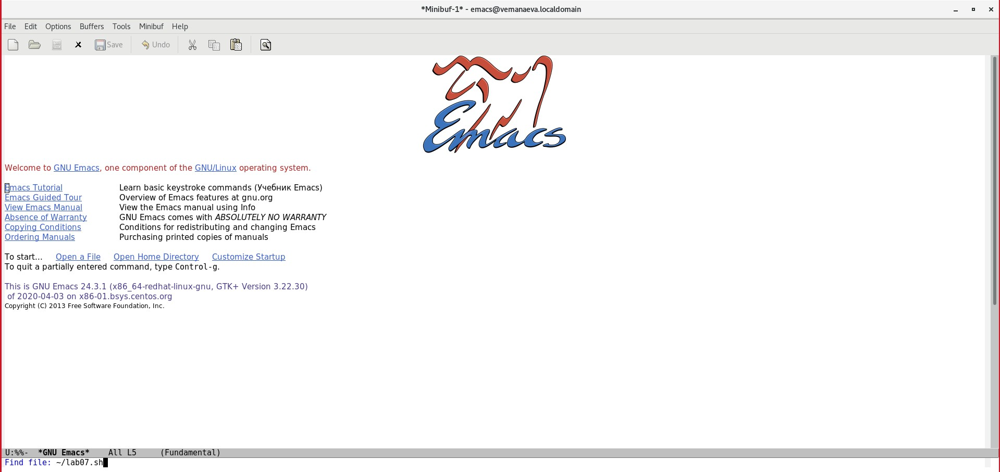 *Minibuf-1* - emacs@vemanaeva.localdomain
File Edit Options Buffers Tools Minibuf Help
Save Undo
Emacs
Welcome to GNU Emacs, one component of the GNU/Linux operating system.
Emacs Tutorial Learn basic keystroke commands (Учебник Emacs)
Emacs Guided Tour Overview of Emacs features at gnu.org
View Emacs Manual View the Emacs manual using Info
Absence of Warranty GNU Emacs comes with ABSOLUTELY NO WARRANTY
Copying Conditions Conditions for redistributing and changing Emacs
Ordering Manuals Purchasing printed copies of manuals
To start... Open a File Open Home Directory Customize Startup
To quit a partially entered command, type Control-g.
This is GNU Emacs 24.3.1 (x86_64-redhat-linux-gnu, GTK+ Version 3.22.30)
of 2020-04-03 on x86-01.bsys.centos.org
Copyright (C) 2013 Free Software Foundation, Inc.
U:%%- *GNU Emacs* All L5 (Fundamental)
Find file: ~/lab07.sh